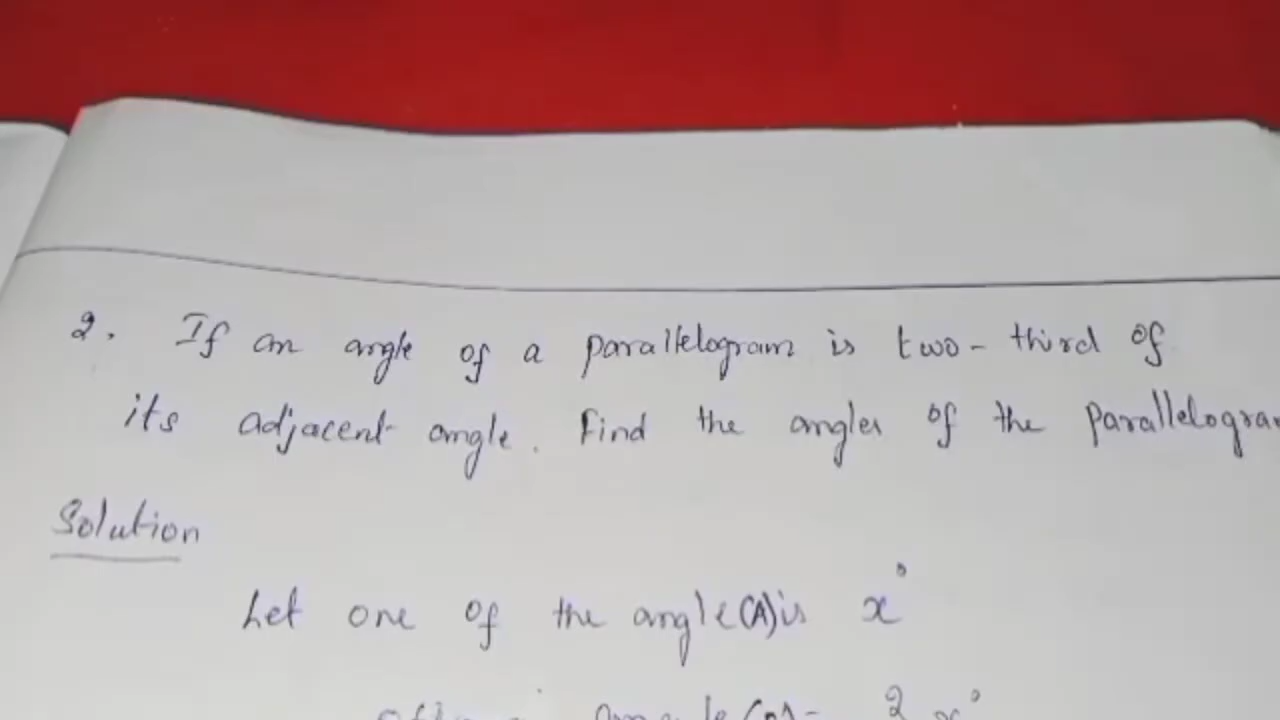 2. If an angle of a parallelogram is two-third of
its adjacent angle. Find the angles of the parallelogra
Solution
Let one of the angle(A)is x°
2 x°